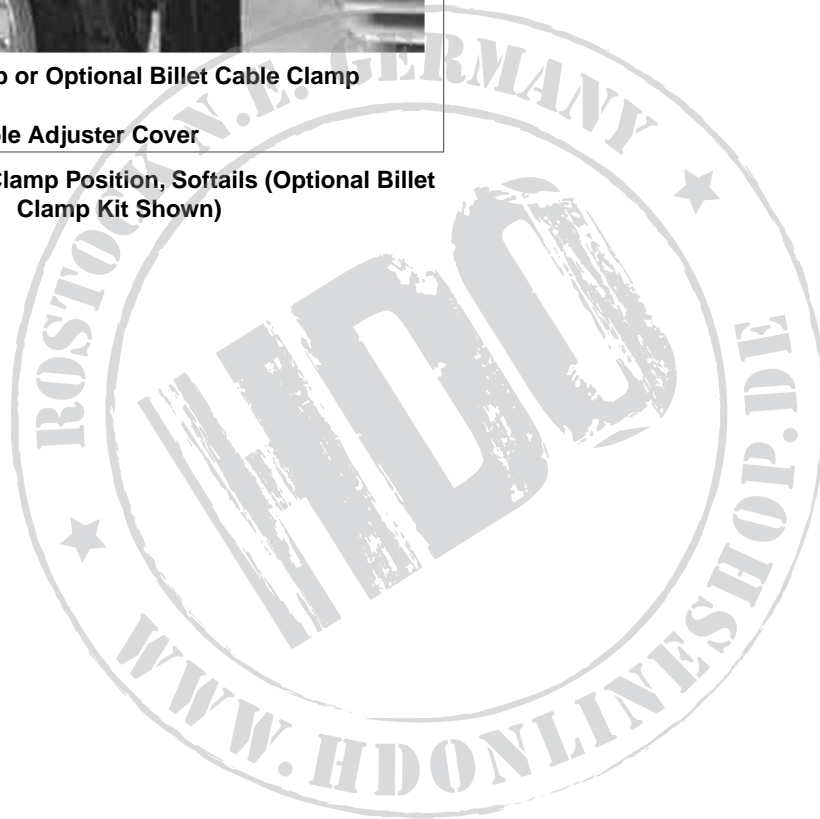 or Optional Billet Cable Clamp
Adjuster Cover
Clamp Position, Softails (Optional Billet
Clamp Kit Shown)
ROSTOCK N.E. GERMANY
HDO
WWW.HDONLINESHOP.DE